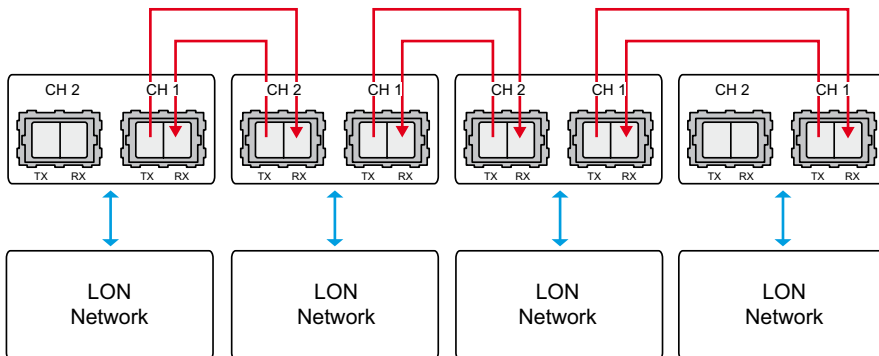 CH 2 CH 1 CH 2 CH 1 CH 2 CH 1 CH 2 CH 1
TX RX TX RX TX RX TX RX TX RX TX RX TX RX TX RX
LON
Network
LON
Network
LON
Network
LON
Network